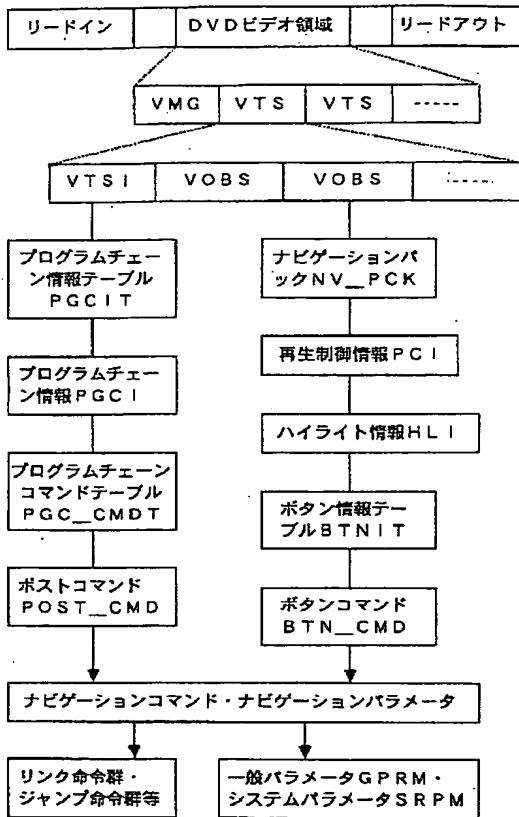 リードイン
DVDビデオ領域
リードアウト
VMG
VTS
VTS
-----
VTSI
VOBS
VOBS
-----
プログラムチェー
ン情報テーブル
PGCIT
ナビゲーションパ
ックNV__PCK
プログラムチェー
ン情報PGCI
再生制御情報PCI
ハイライト情報HLI
プログラムチェーン
コマンドテーブル
PGC__CMDT
ボタン情報テー
ブルBTNIT
ポストコマンド
POST__CMD
ボタンコマンド
BTN__CMD
ナビゲーションコマンド・ナビゲーションパラメータ
リンク命令群・
ジャンプ命令群等
一般パラメータGPRM・
システムパラメータSRPM